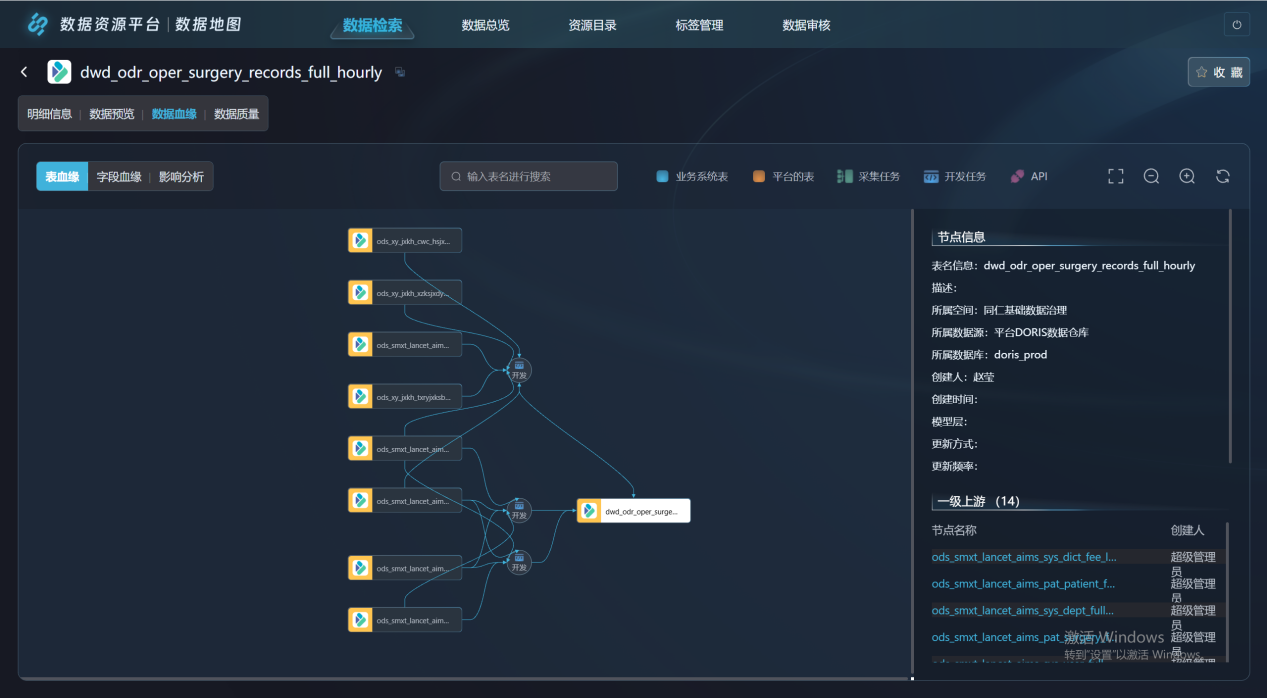 数据资源平台 | 数据地图
数据检索
数据总览
资源目录
标签管理
数据审核
dwd_odr_oper_surgery_records_full_hourly
收 藏
明细信息 | 数据预览 | 数据血缘 | 数据质量
表血缘 字段血缘 | 影响分析
输入表名进行搜索
业务系统表
平台的表
采集任务
开发任务
API
ods_xy_jxkh_cwc_hsjx...
ods_xy_jxkh_xzksjxdy...
ods_smxt_lancet_aim...
开发
ods_xy_jxkh_txryjxksb...
ods_smxt_lancet_aim...
ods_smxt_lancet_aim...
开发
dwd_odr_oper_surge...
ods_smxt_lancet_aim...
开发
ods_smxt_lancet_aim...
节点信息
表名信息: dwd_odr_oper_surgery_records_full_hourly
描述:
所属空间: 同仁基础数据治理
所属数据源: 平台DORIS数据仓库
所属数据库: doris_prod
创建人: 赵莹
创建时间:
模型层:
更新方式:
更新频率:
一级上游 (14)
节点名称 创建人
ods_smxt_lancet_aims_sys_dict_fee_l... 超级管理员
ods_smxt_lancet_aims_pat_patient_f... 超级管理员
ods_smxt_lancet_aims_sys_dept_full... 超级管理员
ods_smxt_lancet_aims_pat_surgery_f... 超级管理员
激活 Windows
转到"设置"以激活 Windows。